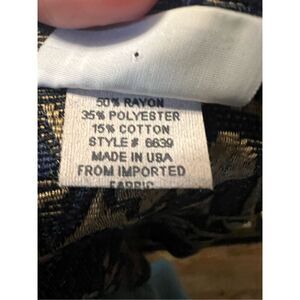 50% RAYON
35% POLYESTER
15% COTTON
STYLE# 6639
MADE IN USA
FROM IMPORTED
FABRIC